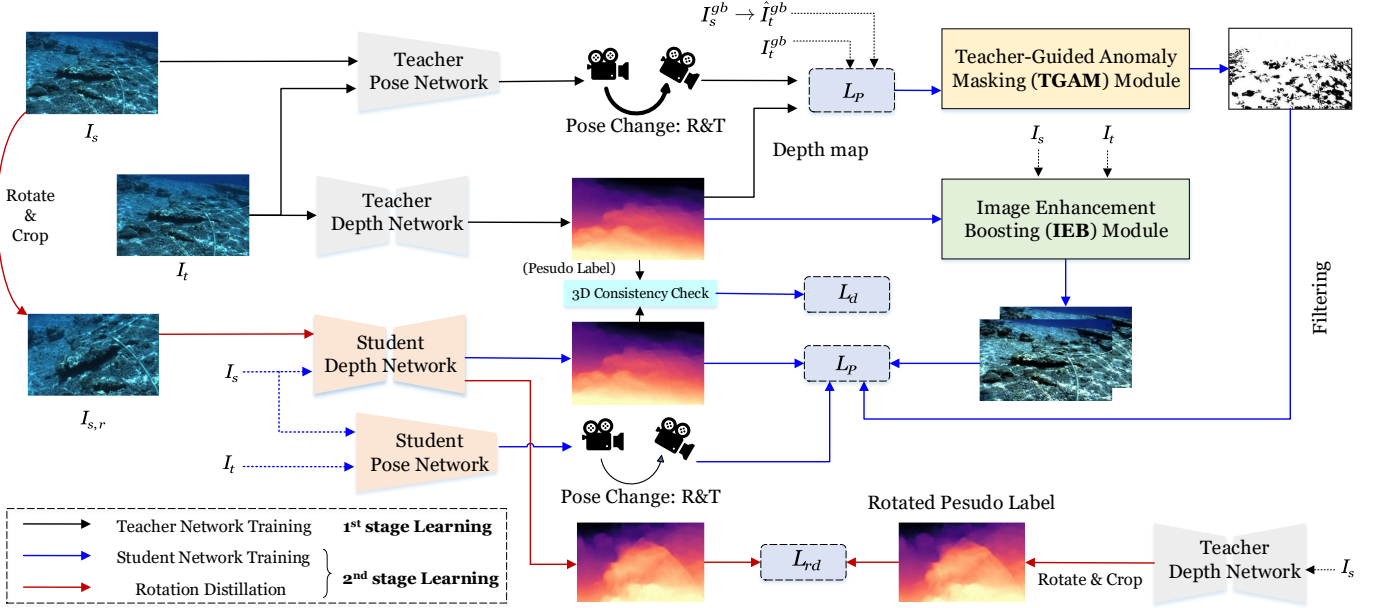 I_s^{gb} → Î_t^{gb}
I_t^{gb}
Teacher
Pose Network
Pose Change: R&T
L_P
Teacher-Guided Anomaly
Masking (TGAM) Module
I_s
Rotate
&
Crop
I_t
Teacher
Depth Network
Depth map
I_s
I_t
Image Enhancement
Boosting (IEB) Module
(Pesudo Label)
3D Consistency Check
L_d
Filtering
I_{s,r}
Student
Depth Network
I_s
L_P
Student
Pose Network
I_t
Pose Change: R&T
Teacher Network Training
1st stage Learning
Student Network Training
Rotation Distillation
2nd stage Learning
L_{rd}
Rotated Pesudo Label
Rotate & Crop
Teacher
Depth Network
I_s